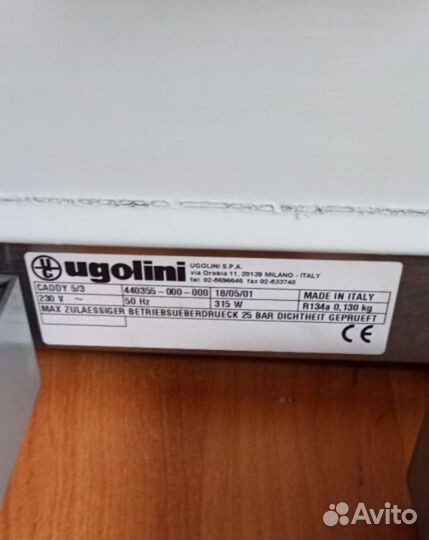 ugolini
UGOLINI S.P.A.
via Orobia 11, 20139 MILANO - ITALY
tel. 02-5696646 fax 02-533740
CADDY 5/3 440355-000-000 18/05/01 MADE IN ITALY
230 V ~ 50 Hz 315 W R134a 0,130 kg
MAX ZULAESSIGER BETRIEBSUEBERDRUECK 25 BAR DICHTHEIT GEPRUEFT
CE
Avito